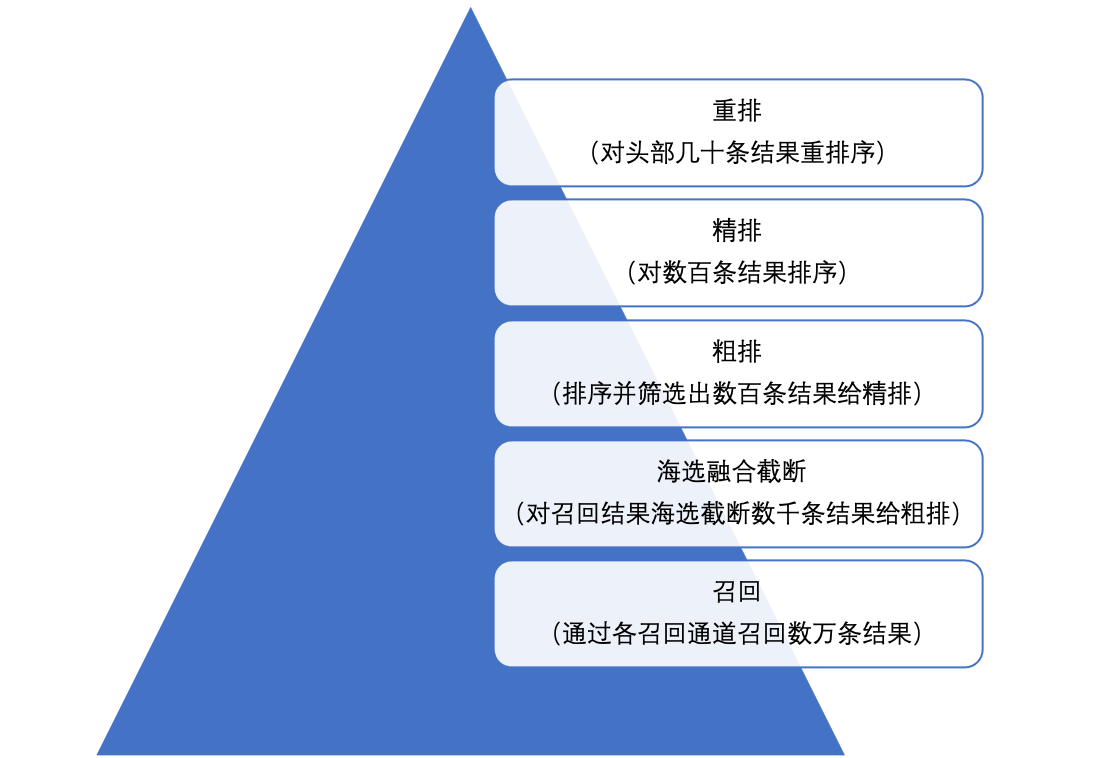 重排
（对头部几十条结果重排序）
精排
（对数百条结果排序）
粗排
（排序并筛选出数百条结果给精排）
海选融合截断
（对召回结果海选截断数千条结果给粗排）
召回
（通过各召回通道召回数万条结果）